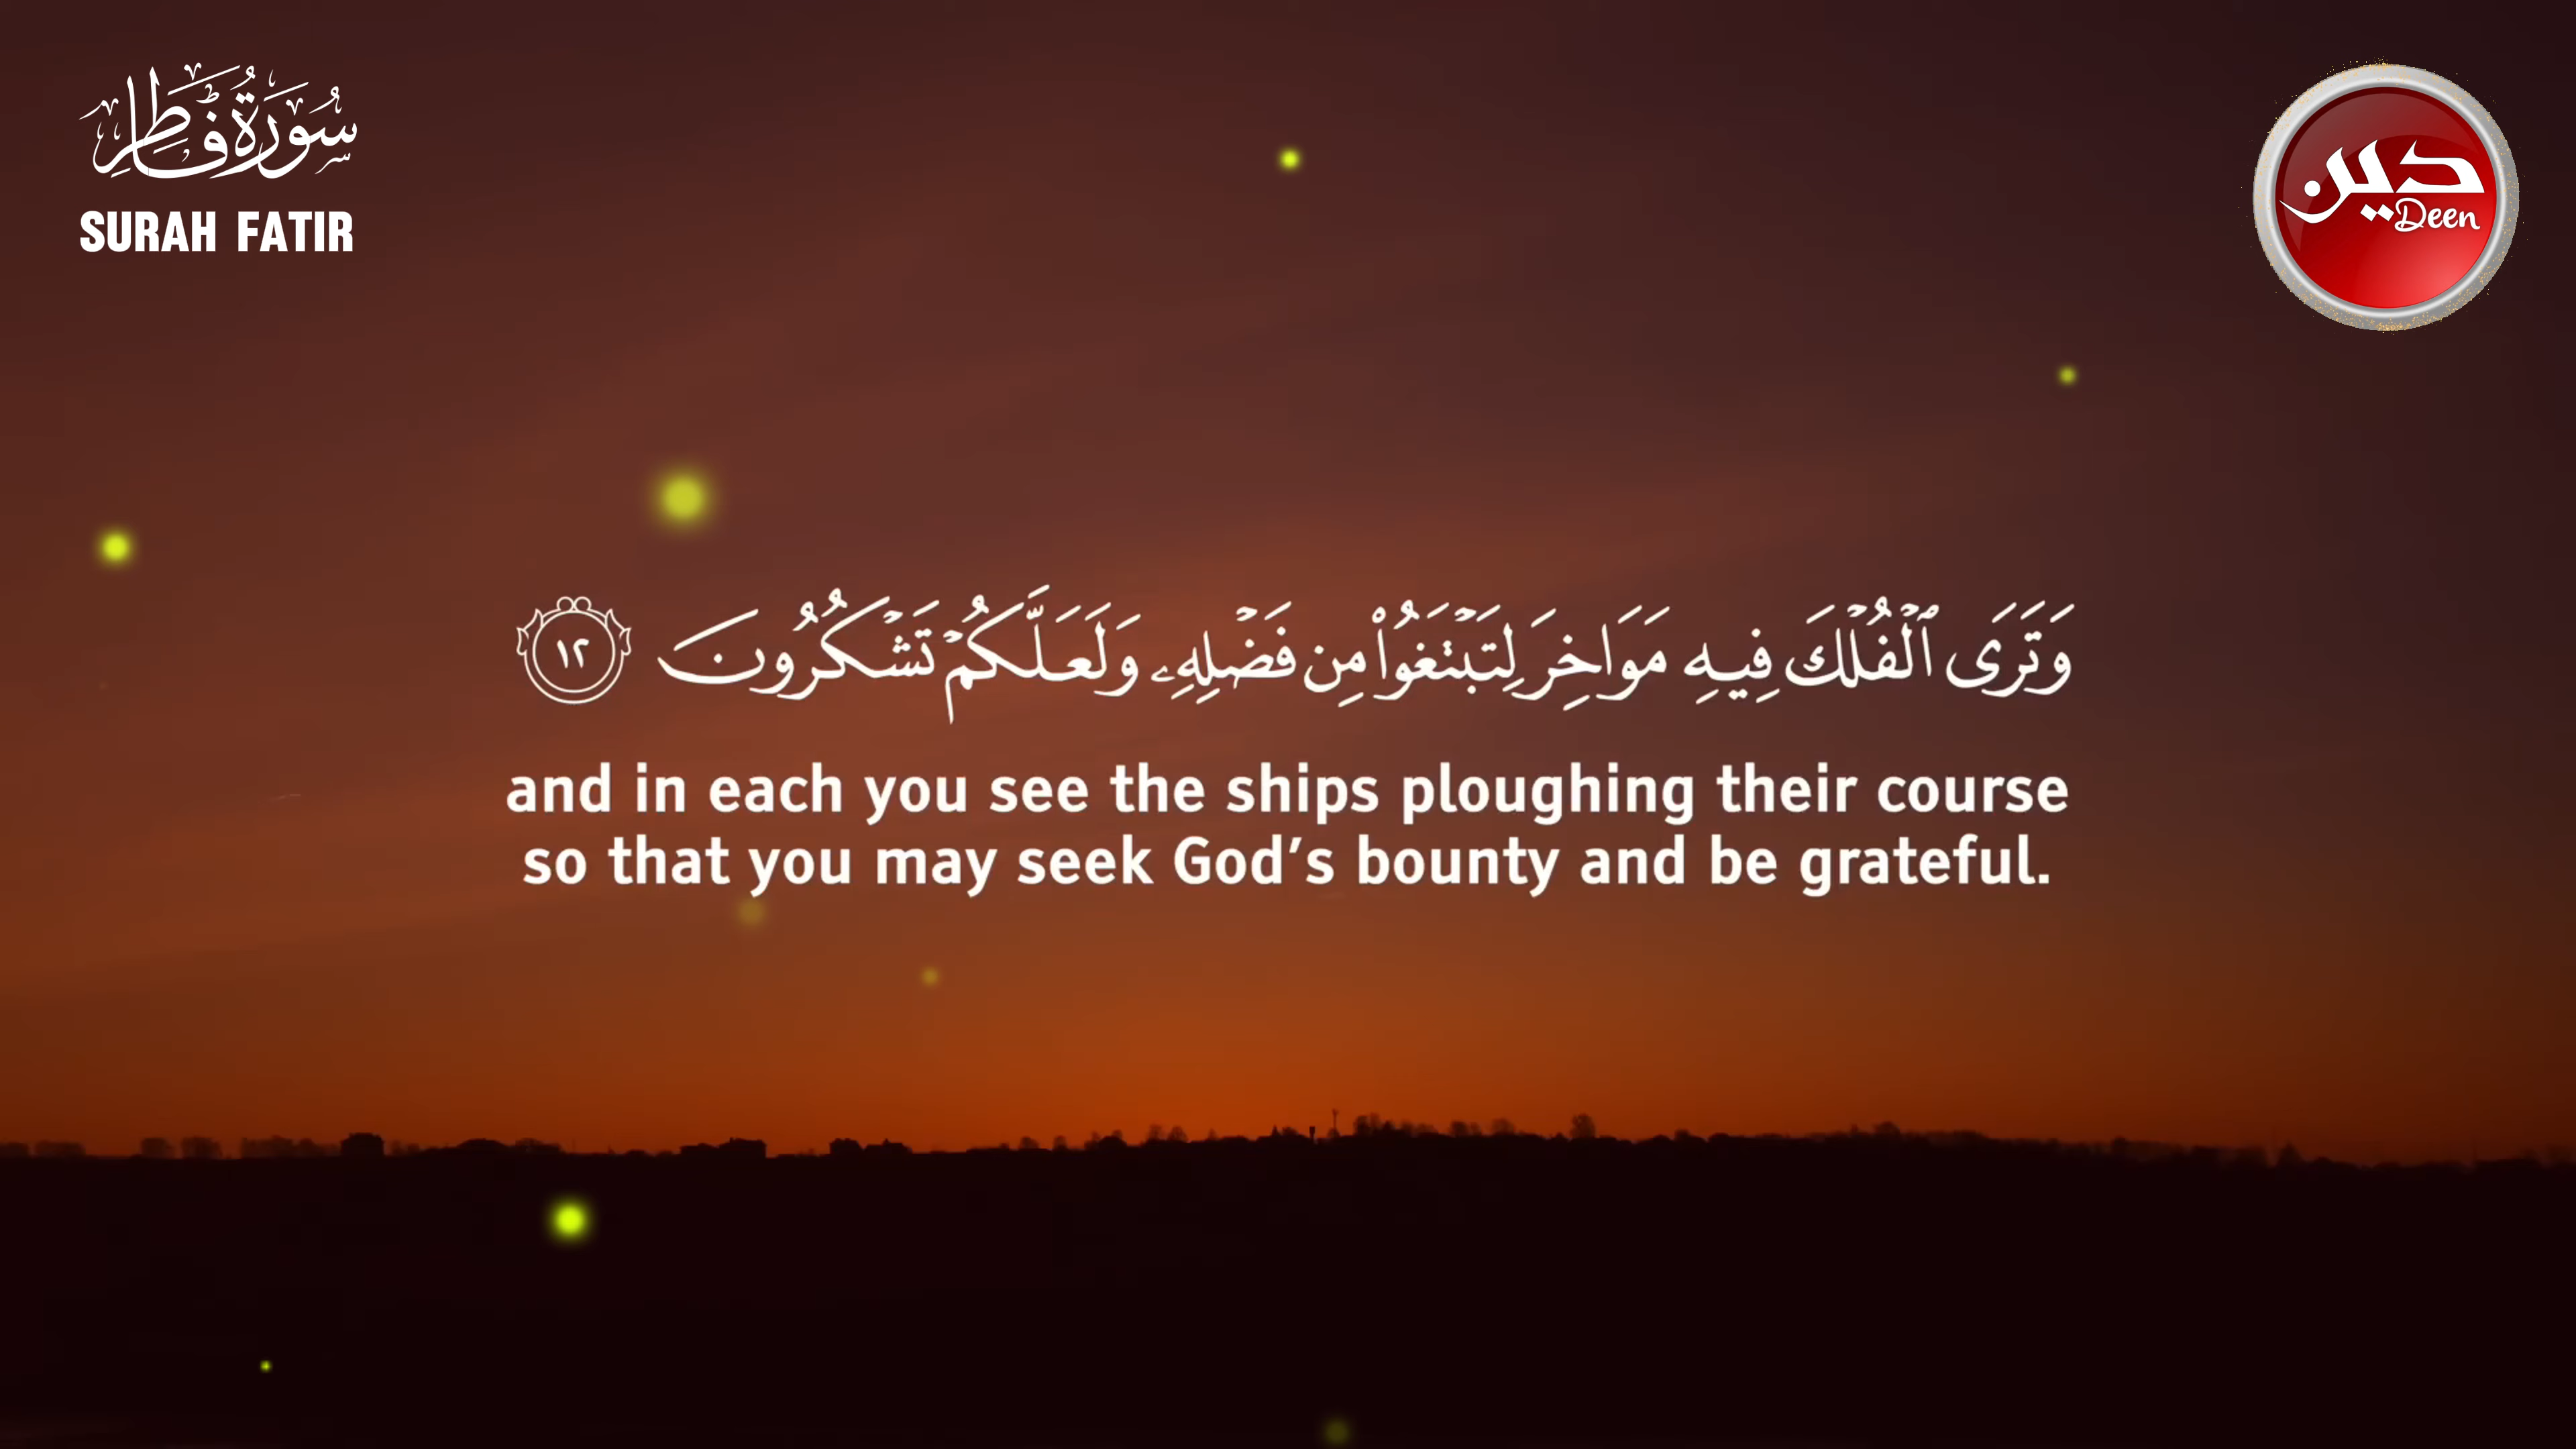 سُورَةُ فَاطِرٍ
SURAH FATIR
دين
Deen
وَتَرَى ٱلْفُلْكَ فِيهِ مَوَاخِرَ لِتَبْتَغُوا۟ مِن فَضْلِهِۦ وَلَعَلَّكُمْ تَشْكُرُونَ ١٢
and in each you see the ships ploughing their course
so that you may seek God’s bounty and be grateful.